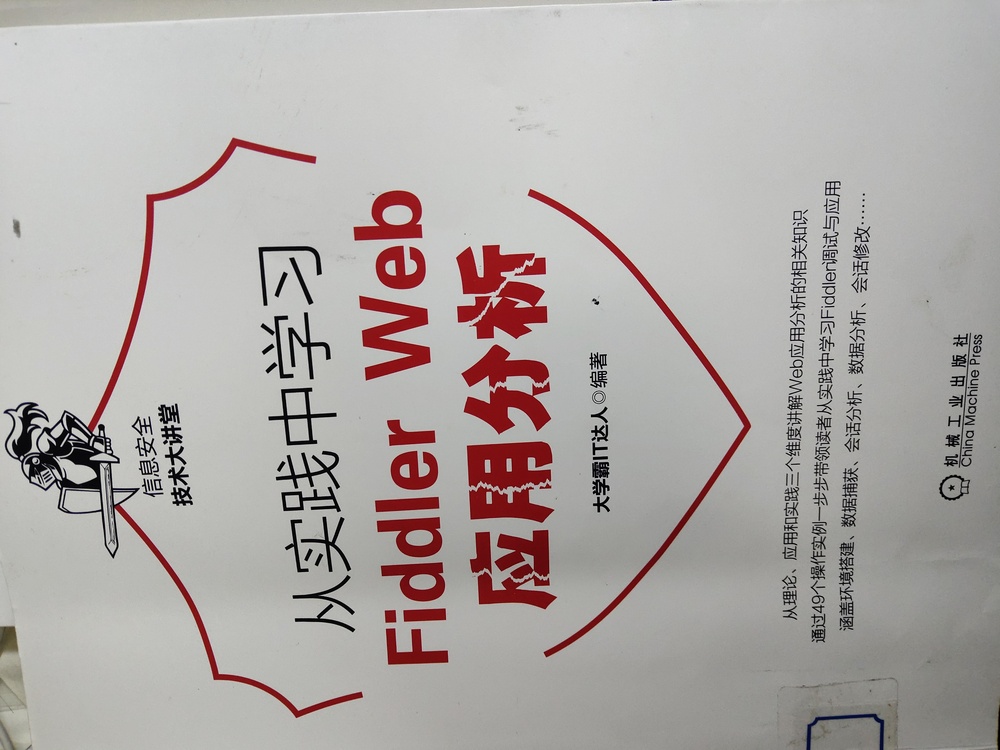 信息安全
技术大讲堂
从实践中学习
Fiddler Web
应用分析
大学霸IT达人◎编著
从理论、应用和实践三个维度讲解Web应用分析的相关知识
通过49个操作实例一步步带领读者从实践中学习Fiddler调试与应用
涵盖环境搭建、数据捕获、会话分析、数据分析、会话修改……
机械工业出版社
China Machine Press